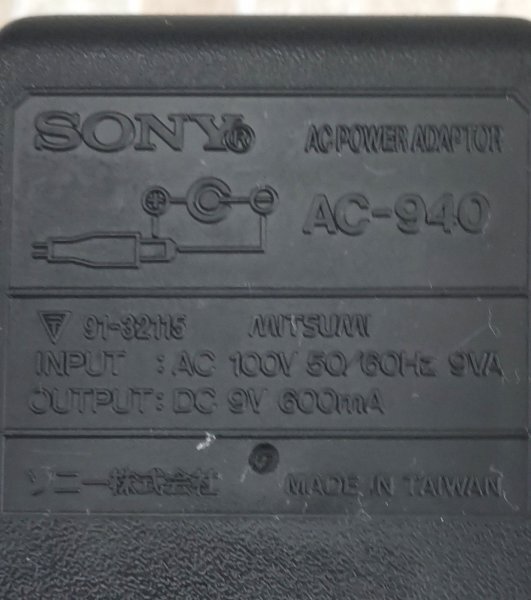 SONY® AC POWER ADAPTOR
AC-940
91-32115 MITSUMI
INPUT : AC 100V 50/60Hz 9VA
OUTPUT : DC 9V 600mA
ソニー株式会社 MADE IN TAIWAN